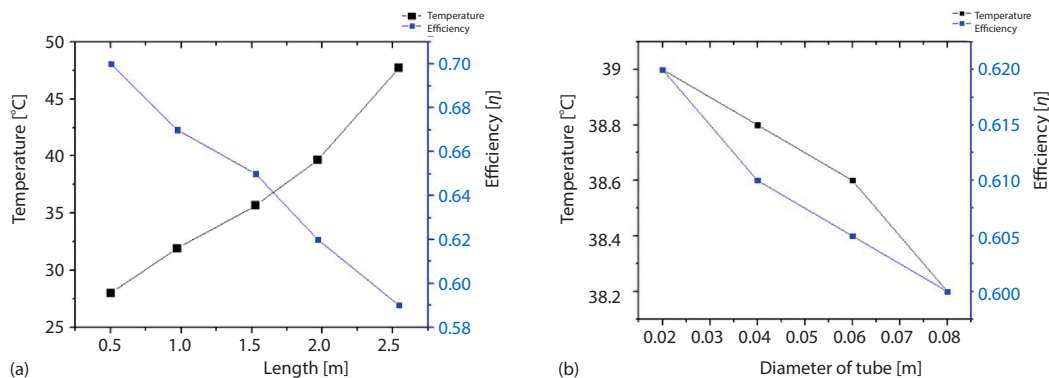 Temperature
Efficiency
50
45
40
35
30
25
Temperature [°C]
0.70
0.68
0.66
0.64
0.62
0.60
0.58
Efficiency [η]
0.5 1.0 1.5 2.0 2.5
(a) Length [m]
Temperature
Efficiency
39
38.8
38.6
38.4
38.2
Temperature [°C]
0.620
0.615
0.610
0.605
0.600
Efficiency [η]
0.02 0.03 0.04 0.05 0.06 0.07 0.08
(b) Diameter of tube [m]